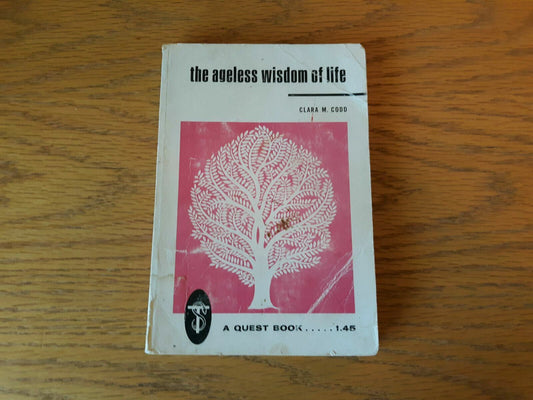 the ageless wisdom of life
CLARA M. CODD
A QUEST BOOK.....1.45